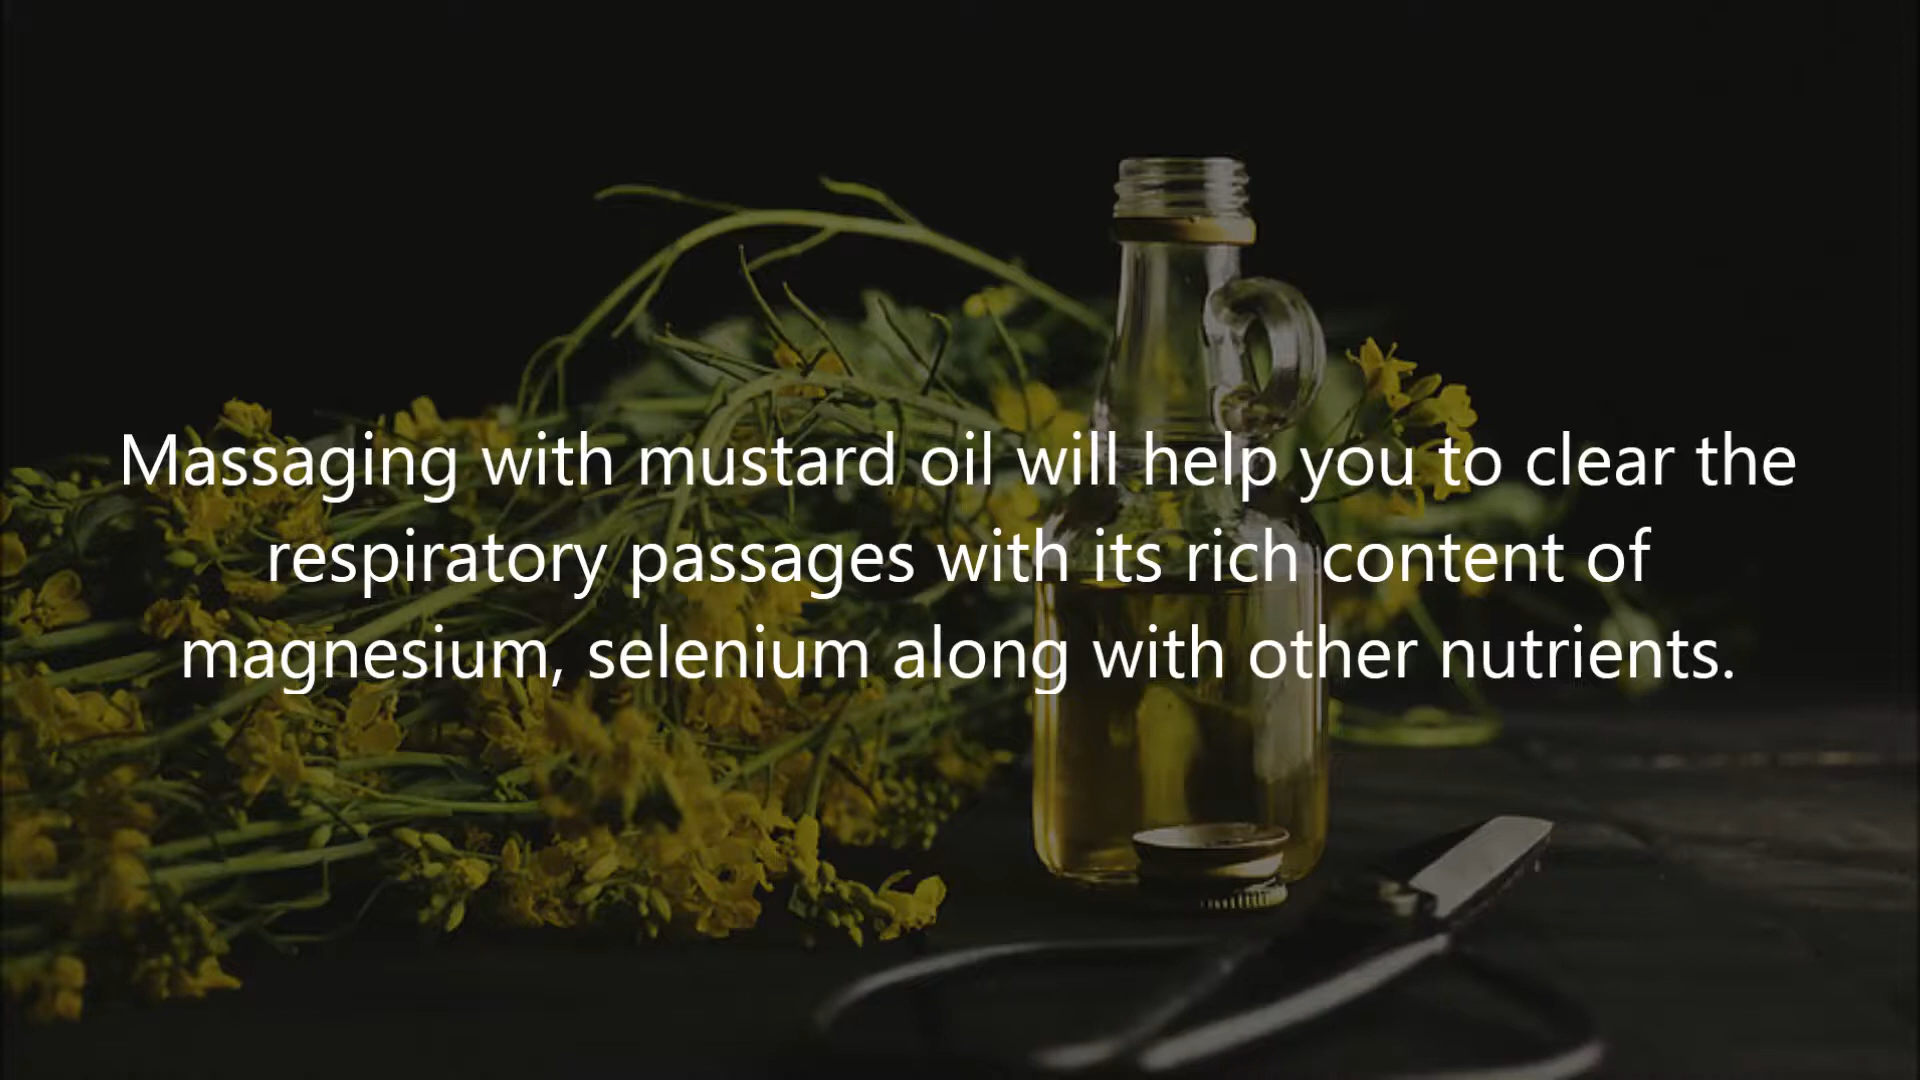 Massaging with mustard oil will help you to clear the
respiratory passages with its rich content of
magnesium, selenium along with other nutrients.